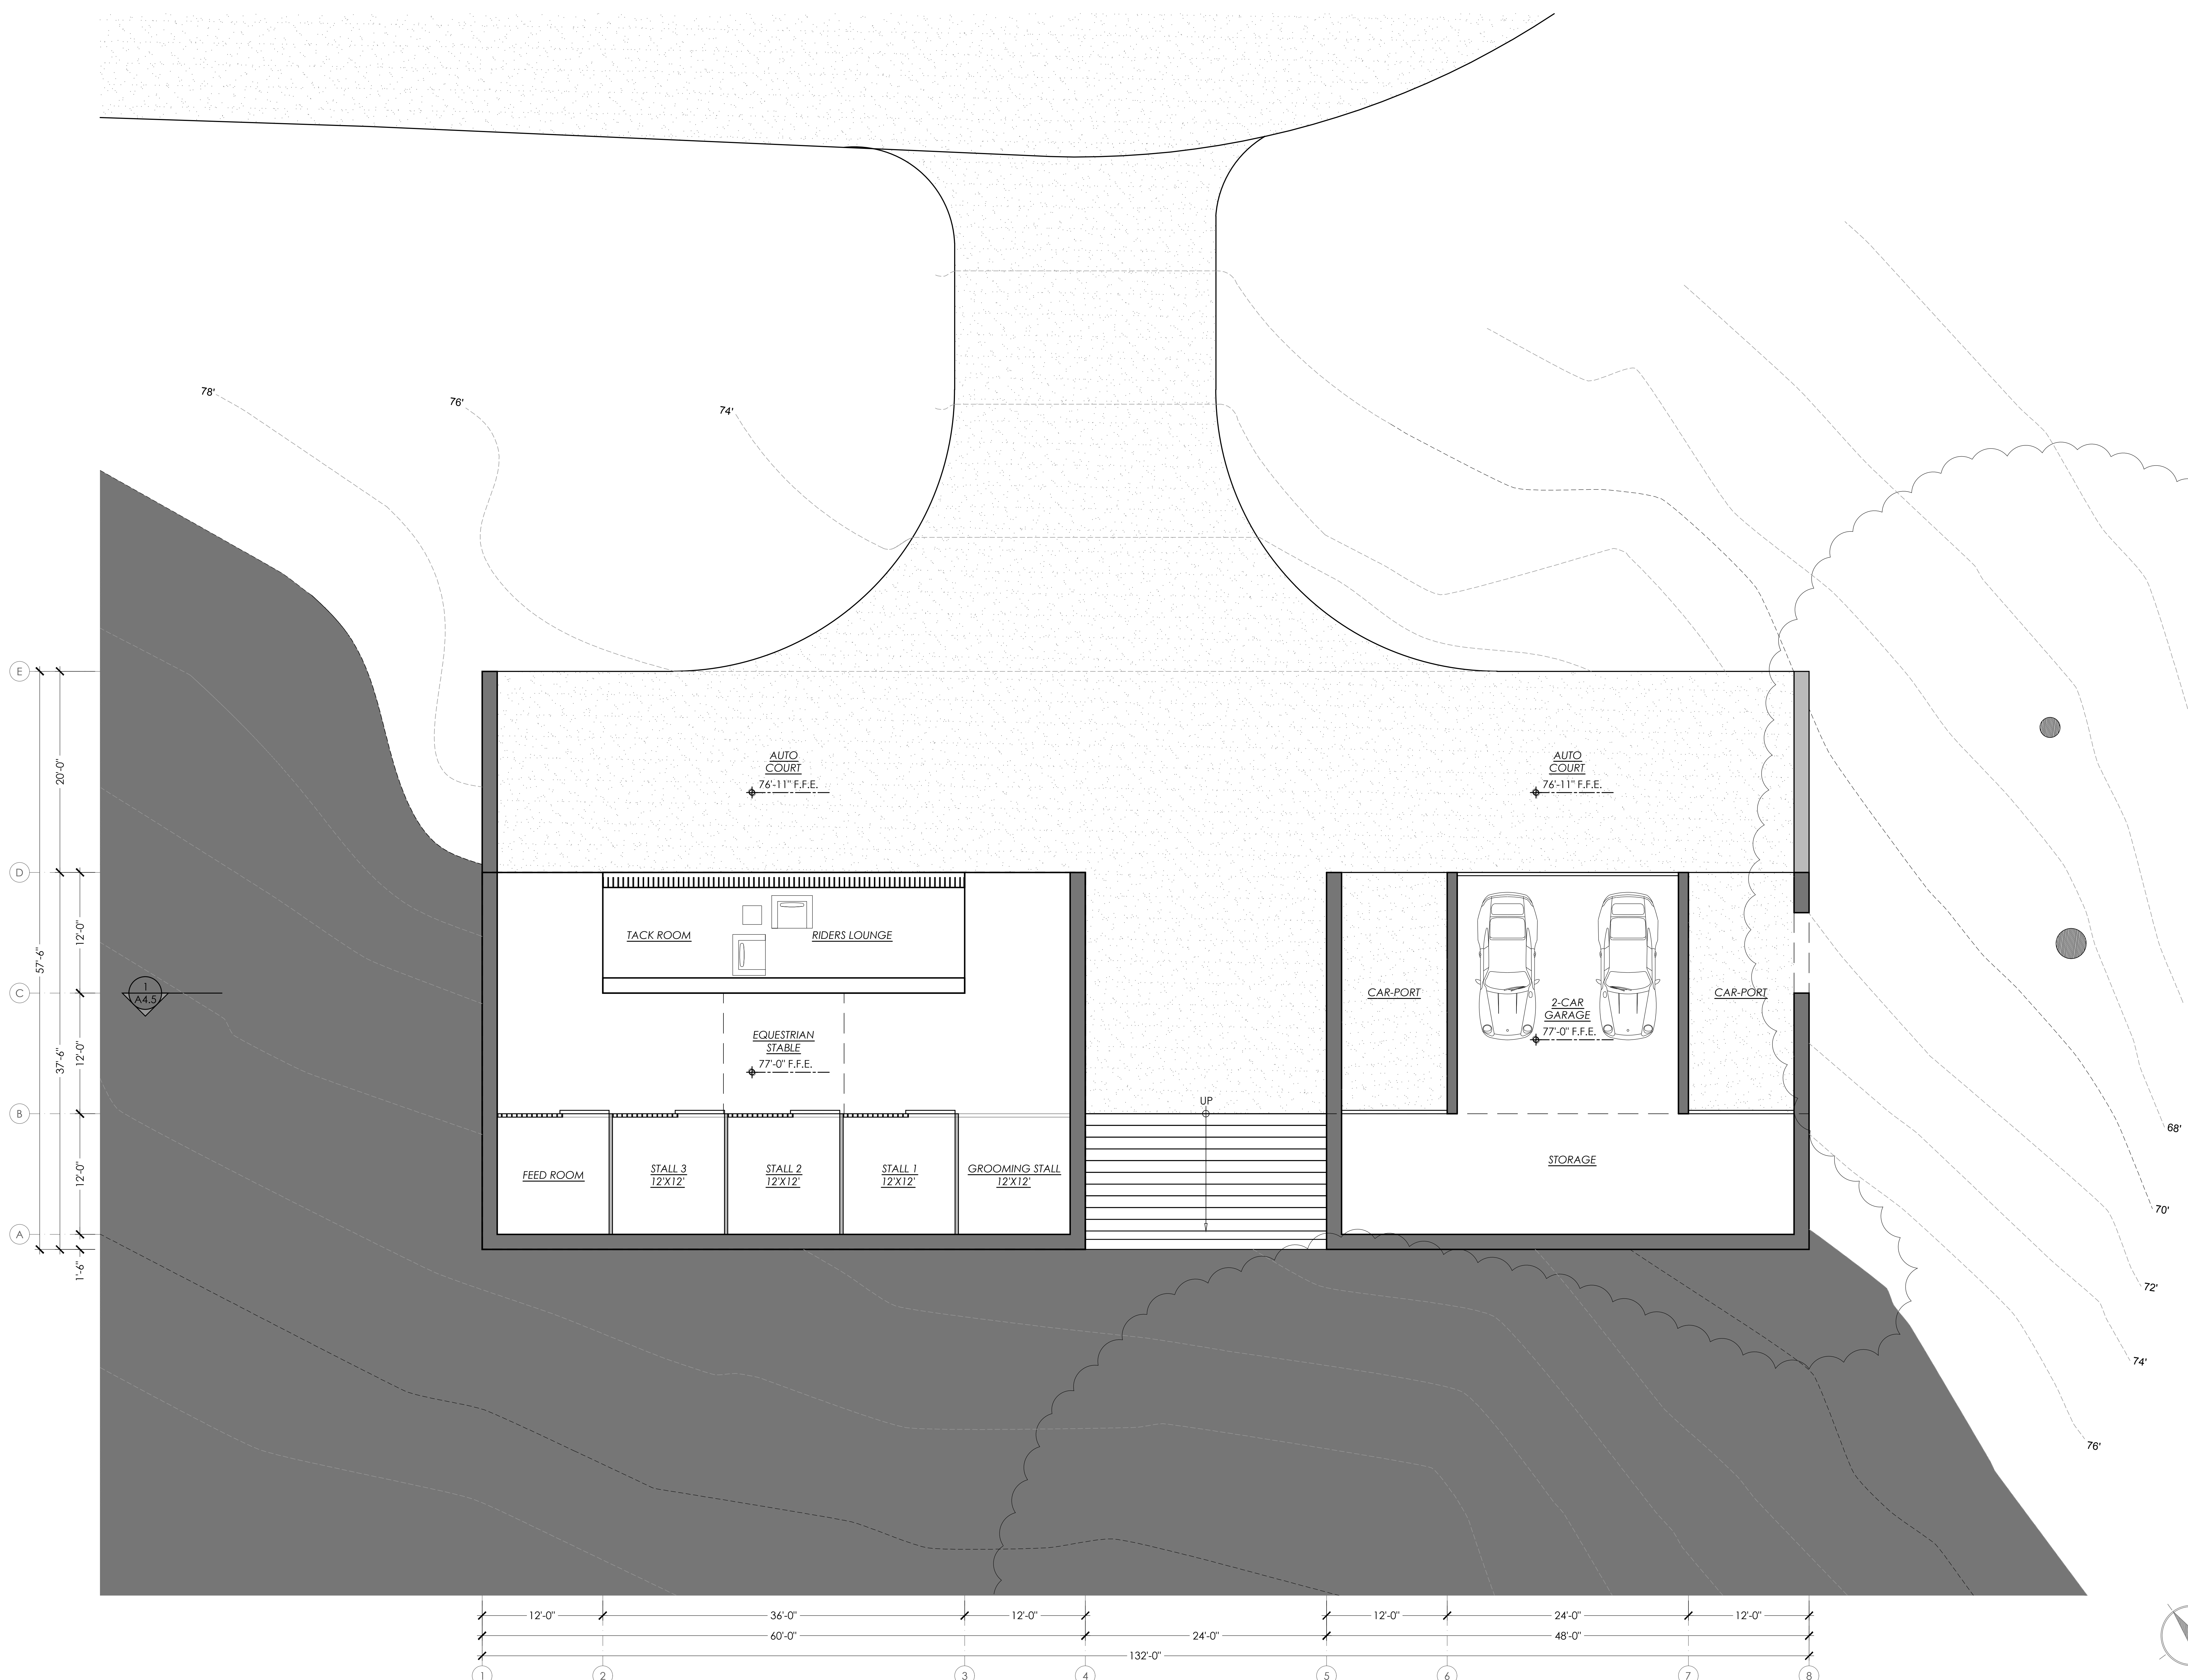 78'
76'
74'
E
D
C
B
A
20'-0"
57'-6"
37'-6"
12'-0"
12'-0"
12'-0"
1'-6"
1
A4.5
AUTO
COURT
76'-11" F.F.E.
AUTO
COURT
76'-11" F.F.E.
TACK ROOM
RIDERS LOUNGE
EQUESTRIAN
STABLE
77'-0" F.F.E.
CAR-PORT
2-CAR
GARAGE
77'-0" F.F.E.
CAR-PORT
UP
FEED ROOM
STALL 3
12'X12'
STALL 2
12'X12'
STALL 1
12'X12'
GROOMING STALL
12'X12'
STORAGE
68'
70'
72'
74'
76'
12'-0"
36'-0"
12'-0"
12'-0"
24'-0"
12'-0"
60'-0"
24'-0"
48'-0"
132'-0"
1
2
3
4
5
6
7
8